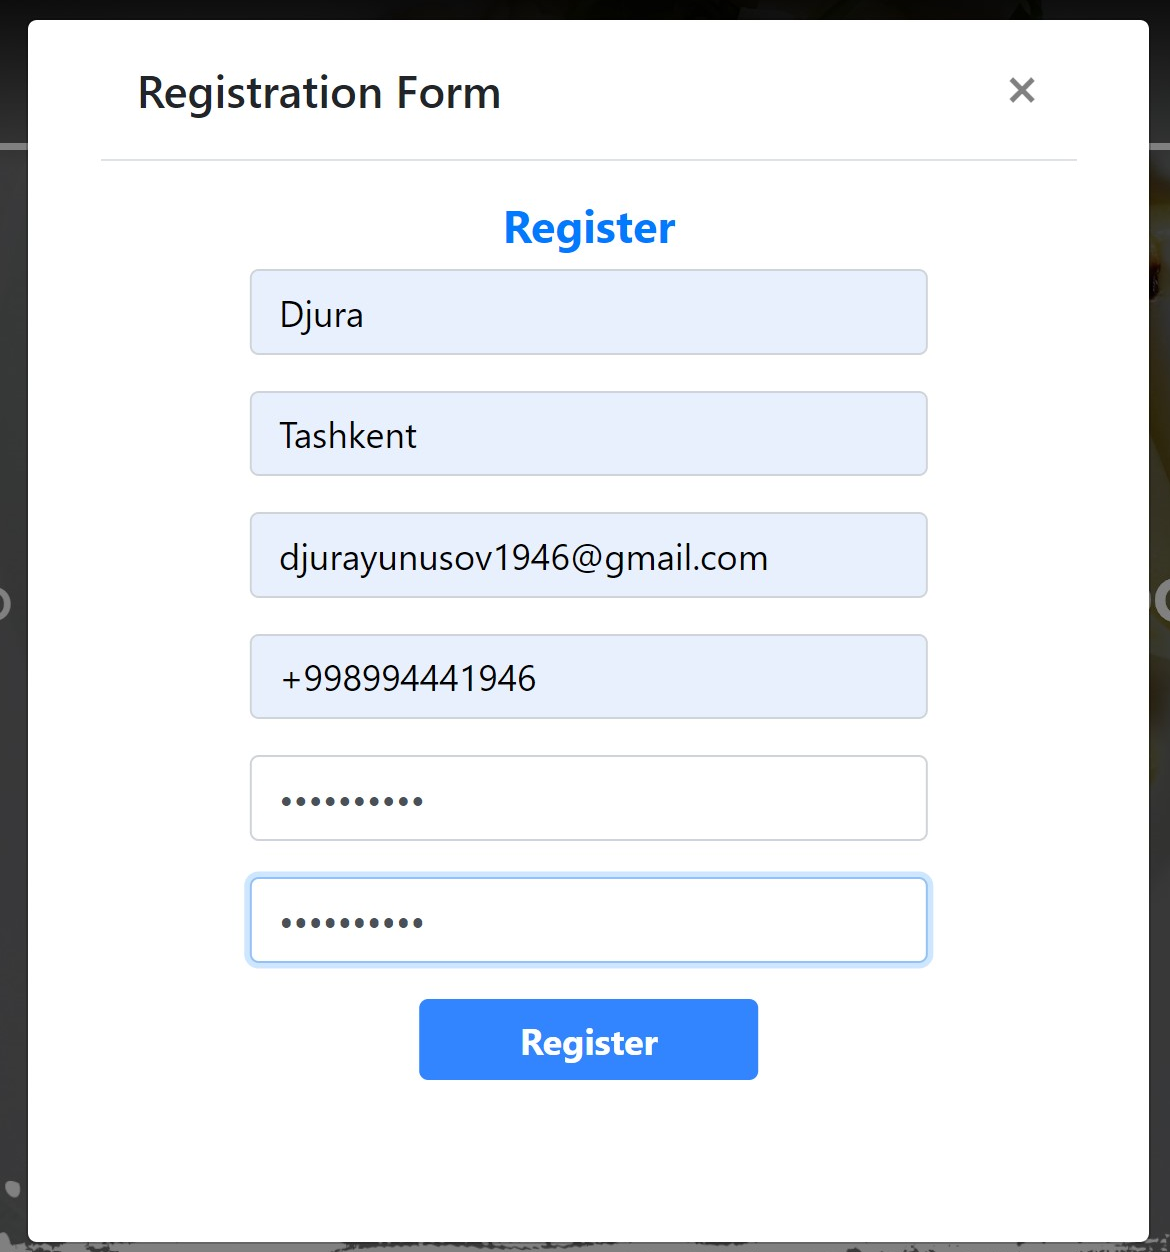 Registration Form ×
Register
Djura
Tashkent
djurayunusov1946@gmail.com
+998994441946
••••••••••
••••••••••
Register